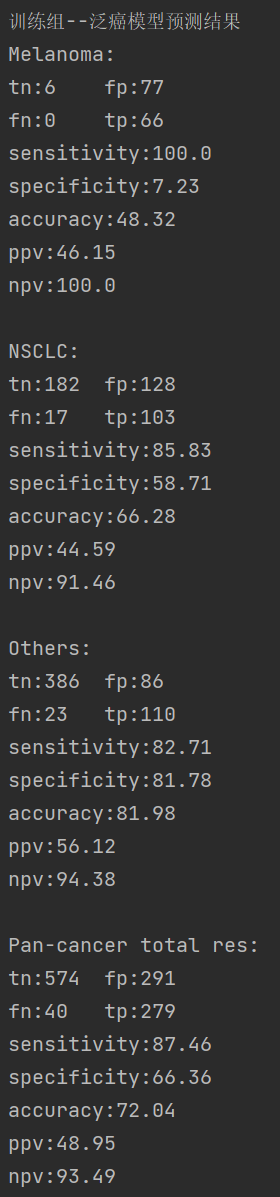 训练组--泛癌模型预测结果
Melanoma:
tn:6    fp:77
fn:0    tp:66
sensitivity:100.0
specificity:7.23
accuracy:48.32
ppv:46.15
npv:100.0
NSCLC:
tn:182  fp:128
fn:17   tp:103
sensitivity:85.83
specificity:58.71
accuracy:66.28
ppv:44.59
npv:91.46
Others:
tn:386  fp:86
fn:23   tp:110
sensitivity:82.71
specificity:81.78
accuracy:81.98
ppv:56.12
npv:94.38
Pan-cancer total res:
tn:574  fp:291
fn:40   tp:279
sensitivity:87.46
specificity:66.36
accuracy:72.04
ppv:48.95
npv:93.49